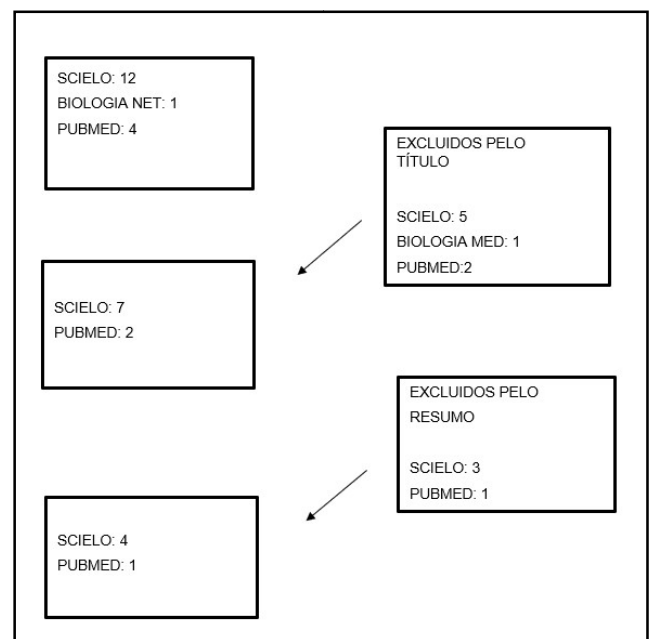 SCIELO: 12
BIOLOGIA NET: 1
PUBMED: 4
EXCLUIDOS PELO
TÍTULO
SCIELO: 5
BIOLOGIA MED: 1
PUBMED:2
SCIELO: 7
PUBMED: 2
EXCLUIDOS PELO
RESUMO
SCIELO: 3
PUBMED: 1
SCIELO: 4
PUBMED: 1